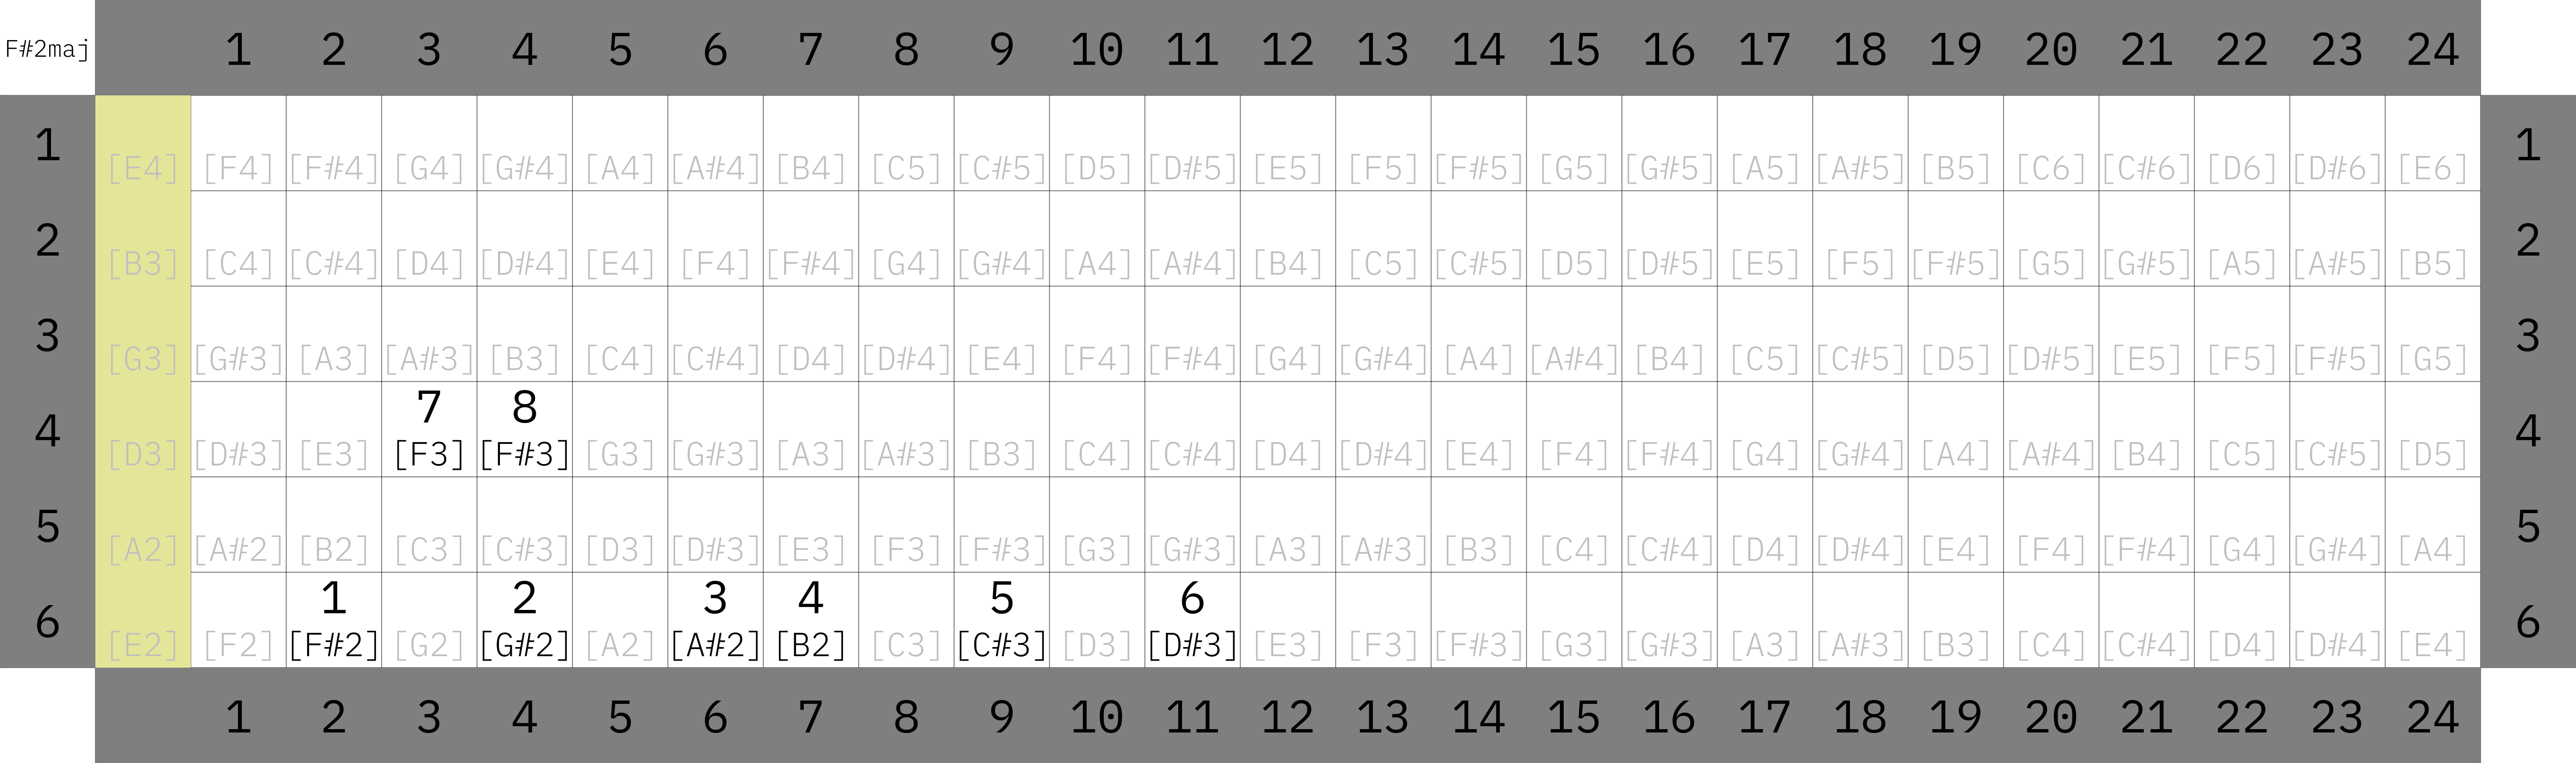 F#2maj 1 2 3 4 5 6 7 8 9 10 11 12 13 14 15 16 17 18 19 20 21 22 23 24
1 [E4] [F4] [F#4] [G4] [G#4] [A4] [A#4] [B4] [C5] [C#5] [D5] [D#5] [E5] [F5] [F#5] [G5] [G#5] [A5] [A#5] [B5] [C6] [C#6] [D6] [D#6] [E6] 1
2 [B3] [C4] [C#4] [D4] [D#4] [E4] [F4] [F#4] [G4] [G#4] [A4] [A#4] [B4] [C5] [C#5] [D5] [D#5] [E5] [F5] [F#5] [G5] [G#5] [A5] [A#5] [B5] 2
3 [G3] [G#3] [A3] [A#3] [B3] [C4] [C#4] [D4] [D#4] [E4] [F4] [F#4] [G4] [G#4] [A4] [A#4] [B4] [C5] [C#5] [D5] [D#5] [E5] [F5] [F#5] [G5] 3
7 8
4 [D3] [D#3] [E3] [F3] [F#3] [G3] [G#3] [A3] [A#3] [B3] [C4] [C#4] [D4] [D#4] [E4] [F4] [F#4] [G4] [G#4] [A4] [A#4] [B4] [C5] [C#5] [D5] 4
5 [A2] [A#2] [B2] [C3] [C#3] [D3] [D#3] [E3] [F3] [F#3] [G3] [G#3] [A3] [A#3] [B3] [C4] [C#4] [D4] [D#4] [E4] [F4] [F#4] [G4] [G#4] [A4] 5
1 2 3 4 5 6
6 [E2] [F2] [F#2] [G2] [G#2] [A2] [A#2] [B2] [C3] [C#3] [D3] [D#3] [E3] [F3] [F#3] [G3] [G#3] [A3] [A#3] [B3] [C4] [C#4] [D4] [D#4] [E4] 6
1 2 3 4 5 6 7 8 9 10 11 12 13 14 15 16 17 18 19 20 21 22 23 24